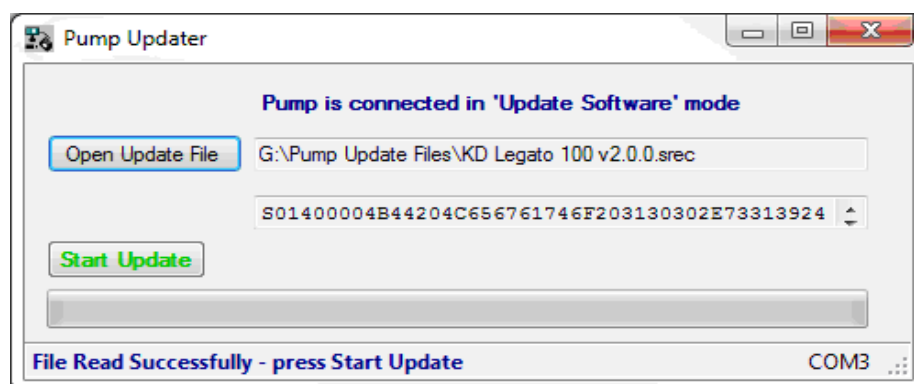 Pump Updater
Pump is connected in 'Update Software' mode
Open Update File
G:\Pump Update Files\KD Legato 100 v2.0.0.srec
S01400004B44204C656761746F203130302E73313924
Start Update
File Read Successfully - press Start Update
COM3